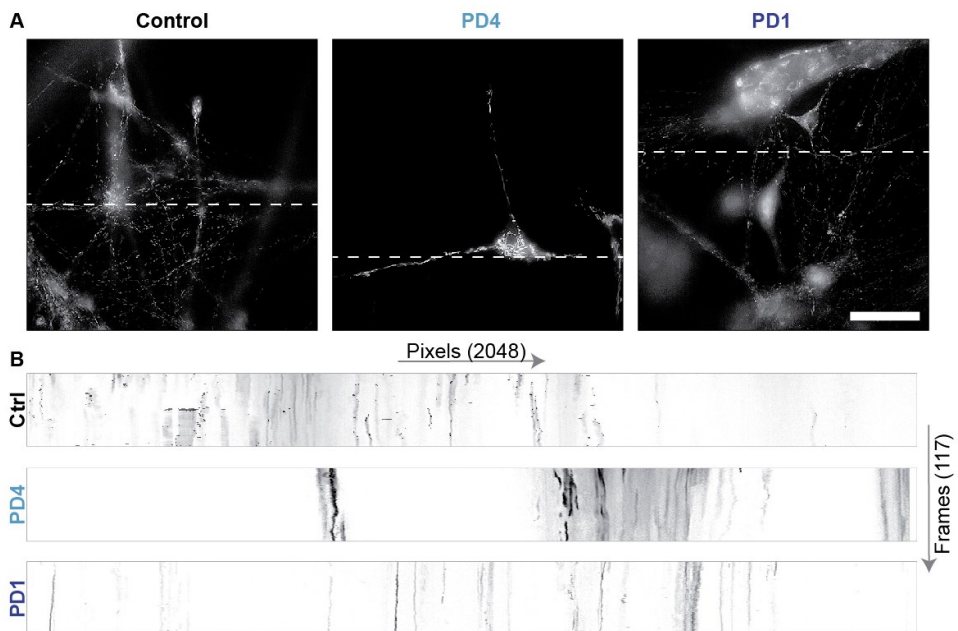 A
Control
PD4
PD1
B
Pixels (2048)
Ctrl
PD4
PD1
Frames (117)